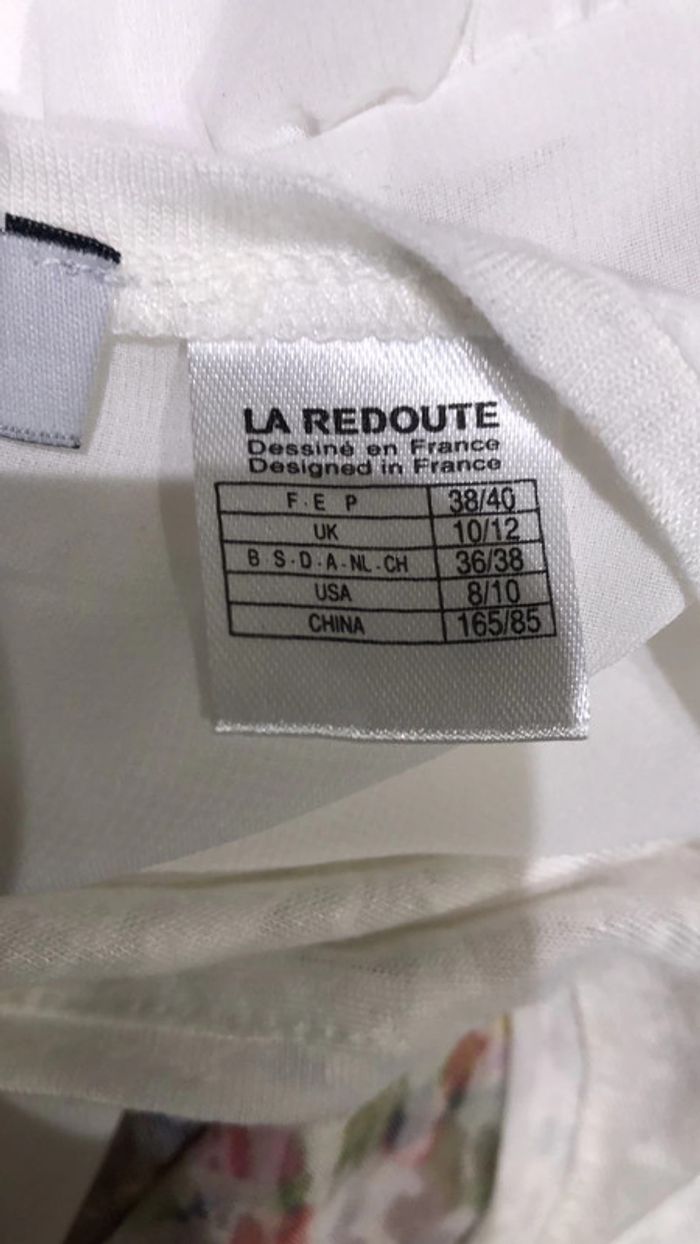 LA REDOUTE
Dessiné en France
Designed in France
F·E P 38/40
UK 10/12
B S·D·A·NL·CH 36/38
USA 8/10
CHINA 165/85